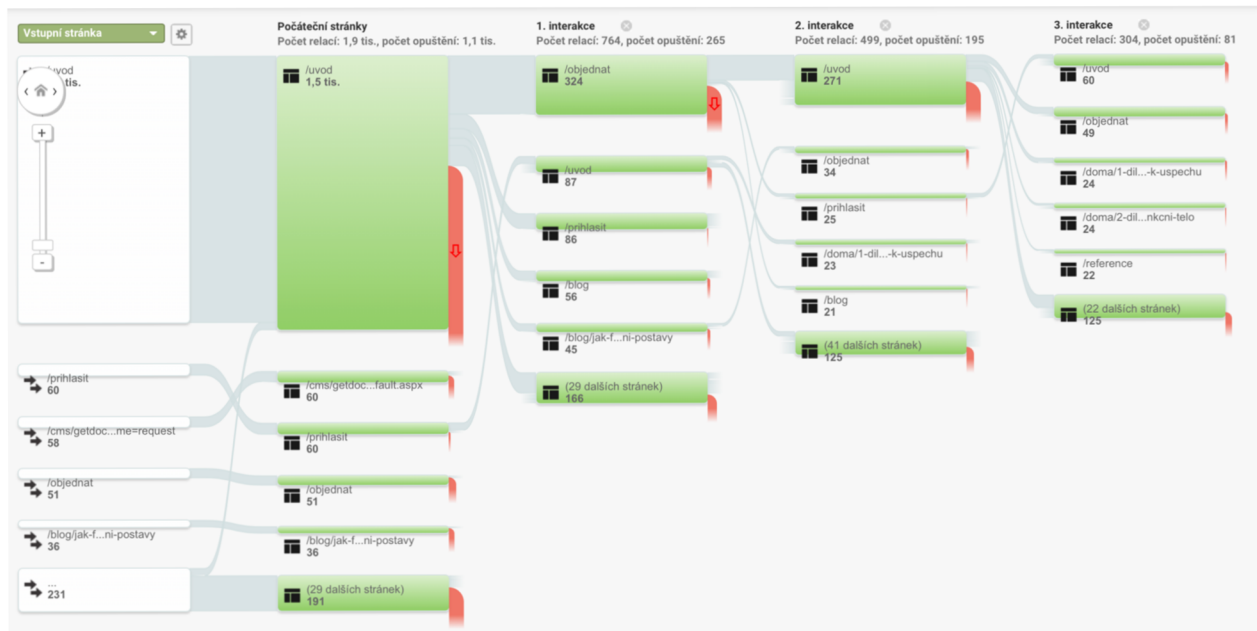 Vstupní stránka
/uvod
tis.
/prihlasit
60
/cms/getdoc...me=request
58
/objednat
51
/blog/jak-f...ni-postavy
36
...
231
Počáteční stránky
Počet relací: 1,9 tis., počet opuštění: 1,1 tis.
/uvod
1,5 tis.
/cms/getdoc...fault.aspx
60
/prihlasit
60
/objednat
51
/blog/jak-f...ni-postavy
36
(29 dalších stránek)
191
1. interakce
Počet relací: 764, počet opuštění: 265
/objednat
324
/uvod
87
/prihlasit
86
/blog
56
/blog/jak-f...ni-postavy
45
(29 dalších stránek)
166
2. interakce
Počet relací: 499, počet opuštění: 195
/uvod
271
/objednat
34
/prihlasit
25
/doma/1-dil...-k-uspechu
23
/blog
21
(41 dalších stránek)
125
3. interakce
Počet relací: 304, počet opuštění: 81
/uvod
60
/objednat
49
/doma/1-dil...-k-uspechu
24
/doma/2-dil...nkcni-telo
24
/reference
22
(22 dalších stránek)
125